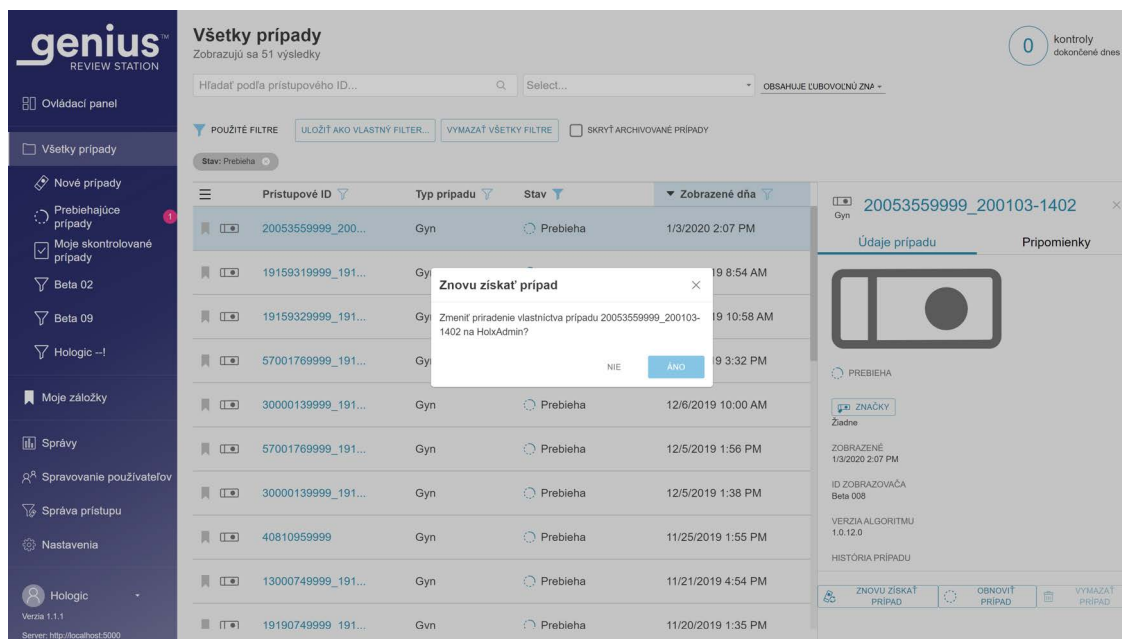 genius™
REVIEW STATION
Ovládací panel
Všetky prípady
Nové prípady
Prebiehajúce
prípady
1
Moje skontrolované
prípady
Beta 02
Beta 09
Hologic --!
Moje záložky
Správy
Spravovanie používateľov
Správa prístupu
Nastavenia
Hologic
Verzia 1.1.1
Server: http://localhost:5000
Všetky prípady
Zobrazujú sa 51 výsledky
0
kontroly
dokončené dnes
Hľadať podľa prístupového ID...
Select...
OBSAHUJE ĽUBOVOĽNÚ ZNA
POUŽITÉ FILTRE
ULOŽIŤ AKO VLASTNÝ FILTER...
VYMAZAŤ VŠETKY FILTRE
SKRYŤ ARCHIVOVANÉ PRÍPADY
Stav: Prebieha
Prístupové ID
Typ prípadu
Stav
Zobrazené dňa
20053559999_200... Gyn Prebieha 1/3/2020 2:07 PM
19159319999_191... Gy 19 8:54 AM
19159329999_191... Gy 19 10:58 AM
57001769999_191... Gy 9 3:32 PM
30000139999_191... Gyn Prebieha 12/6/2019 10:00 AM
57001769999_191... Gyn Prebieha 12/5/2019 1:56 PM
30000139999_191... Gyn Prebieha 12/5/2019 1:38 PM
40810959999 Gyn Prebieha 11/25/2019 1:55 PM
13000749999_191... Gyn Prebieha 11/21/2019 4:54 PM
19190749999_191... Gyn Prebieha 11/20/2019 1:35 PM
Znovu získať prípad
Zmeniť priradenie vlastníctva prípadu 20053559999_200103-
1402 na HolxAdmin?
NIE
ÁNO
Gyn
20053559999_200103-1402
Údaje prípadu
Pripomienky
PREBIEHA
ZNAČKY
Žiadne
ZOBRAZENÉ
1/3/2020 2:07 PM
ID ZOBRAZOVAČA
Beta 008
VERZIA ALGORITMU
1.0.12.0
HISTÓRIA PRÍPADU
ZNOVU ZÍSKAŤ
PRÍPAD
OBNOVIŤ
PRÍPAD
VYMAZAŤ
PRÍPAD